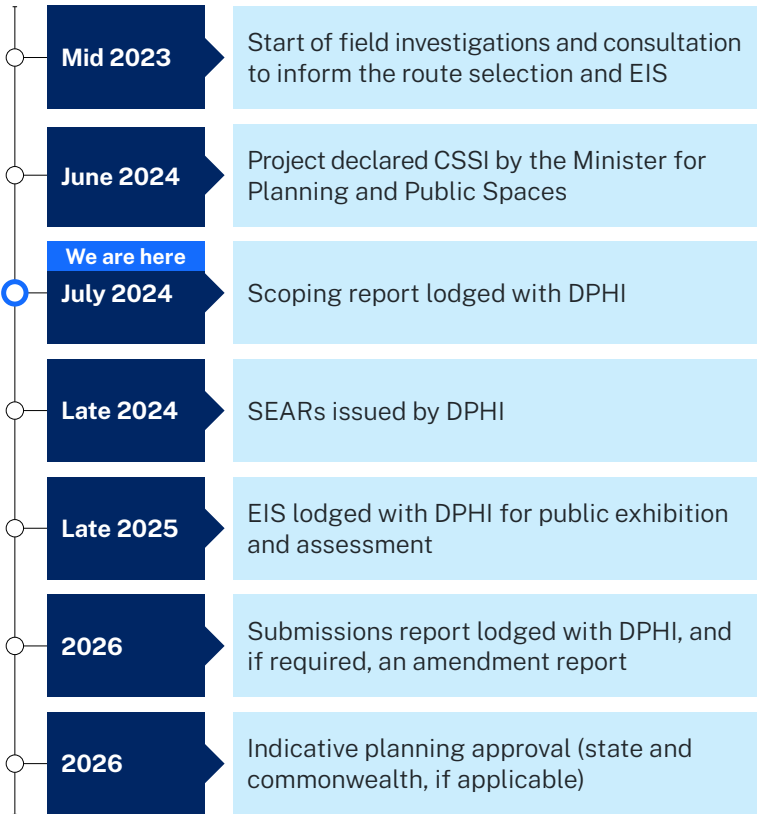 Mid 2023
Start of field investigations and consultation
to inform the route selection and EIS
June 2024
Project declared CSSI by the Minister for
Planning and Public Spaces
We are here
July 2024
Scoping report lodged with DPHI
Late 2024
SEARs issued by DPHI
Late 2025
EIS lodged with DPHI for public exhibition
and assessment
2026
Submissions report lodged with DPHI, and
if required, an amendment report
2026
Indicative planning approval (state and
commonwealth, if applicable)